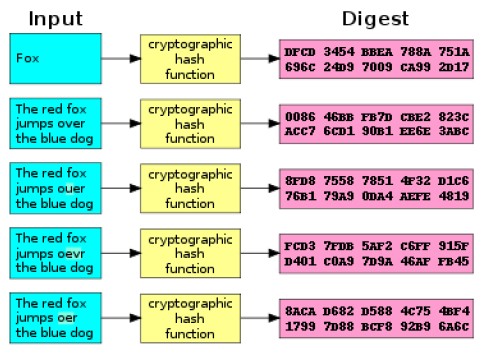 Input
Digest
Fox
cryptographic
hash
function
DFCD 3454 BBEA 788A 751A
696C 24D9 7009 CA99 2D17
The red fox
jumps over
the blue dog
cryptographic
hash
function
0086 46BB FB7D CBE2 823C
ACC7 6CD1 90B1 EE6E 3ABC
The red fox
jumps ouer
the blue dog
cryptographic
hash
function
8FD8 7558 7851 4F32 D1C6
76B1 79A9 0DA4 AEFE 4819
The red fox
jumps oevr
the blue dog
cryptographic
hash
function
FCD3 7FDB 5AF2 C6FF 915F
D401 C0A9 7D9A 46AF FB45
The red fox
jumps oer
the blue dog
cryptographic
hash
function
8ACA D682 D588 4C75 4BF4
1799 7D88 BCF8 92B9 6A6C